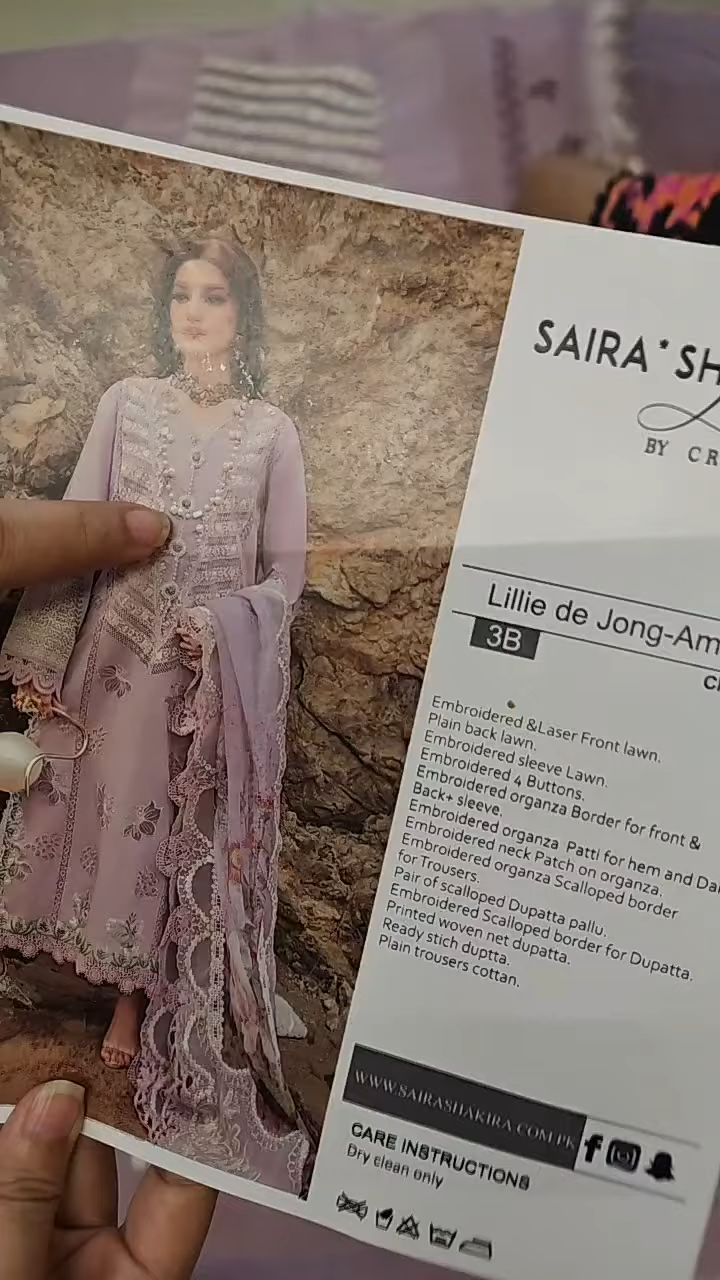 SAIRA * SH
BY CR
Lillie de Jong-Am
3B
Embroidered &Laser Front lawn.
Plain back lawn.
Embroidered sleeve Lawn.
Embroidered 4 Buttons.
Embroidered organza Border for front &
Back+ sleeve.
Embroidered organza Patti for hem and Da
Embroidered neck Patch on organza.
Embroidered organza Scalloped border
for Trousers.
Pair of scalloped Dupatta pallu.
Embroidered Scalloped border for Dupatta.
Printed woven net dupatta.
Ready stich duptta.
Plain trousers cottan.
WWW.SAIRASHAKIRA.COM.PK
CARE INSTRUCTIONS
Dry clean only